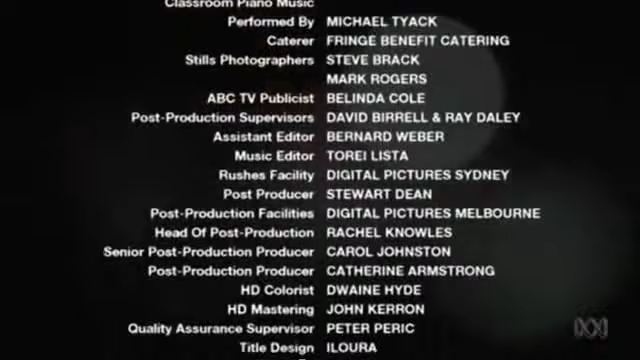 Classroom Piano Music
Performed By MICHAEL TYACK
Caterer FRINGE BENEFIT CATERING
Stills Photographers STEVE BRACK
MARK ROGERS
ABC TV Publicist BELINDA COLE
Post-Production Supervisors DAVID BIRRELL & RAY DALEY
Assistant Editor BERNARD WEBER
Music Editor TOREI LISTA
Rushes Facility DIGITAL PICTURES SYDNEY
Post Producer STEWART DEAN
Post-Production Facilities DIGITAL PICTURES MELBOURNE
Head Of Post-Production RACHEL KNOWLES
Senior Post-Production Producer CAROL JOHNSTON
Post-Production Producer CATHERINE ARMSTRONG
HD Colorist DWAINE HYDE
HD Mastering JOHN KERRON
Quality Assurance Supervisor PETER PERIC
Title Design ILOURA